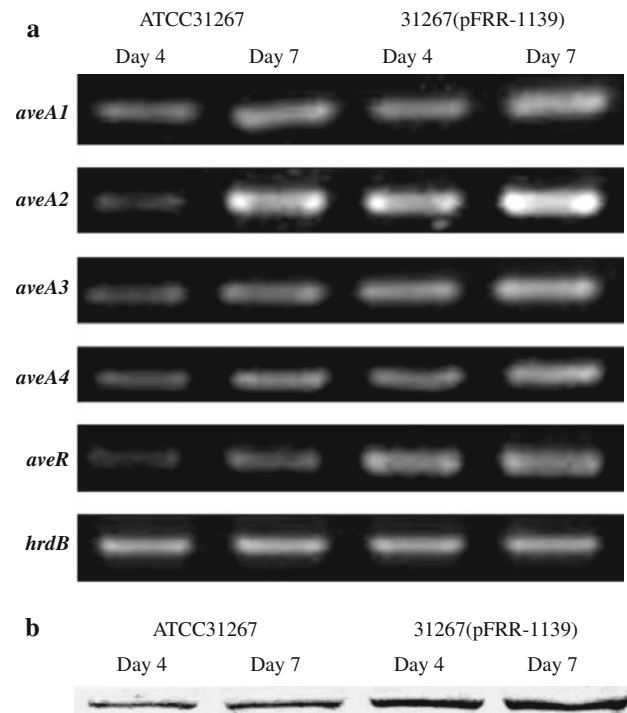 a
ATCC31267 31267(pFRR-1139)
Day 4 Day 7 Day 4 Day 7
aveA1
aveA2
aveA3
aveA4
aveR
hrdB
b
ATCC31267 31267(pFRR-1139)
Day 4 Day 7 Day 4 Day 7